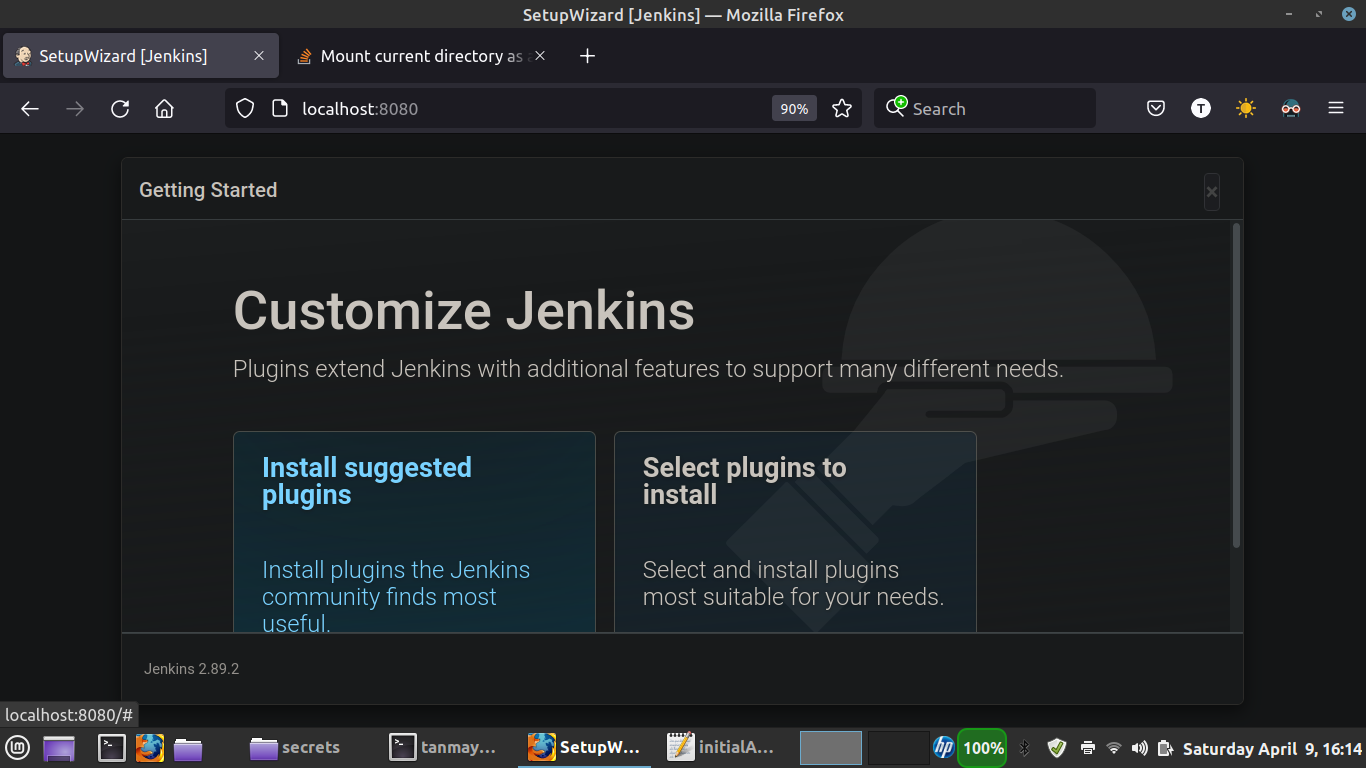 SetupWizard [Jenkins] — Mozilla Firefox
SetupWizard [Jenkins]
Mount current directory as a
localhost:8080
90%
Search
T
Getting Started
Customize Jenkins
Plugins extend Jenkins with additional features to support many different needs.
Install suggested
plugins
Install plugins the Jenkins
community finds most
useful.
Select plugins to
install
Select and install plugins
most suitable for your needs.
Jenkins 2.89.2
localhost:8080/#
secrets
tanmay...
SetupW...
initialA...
hp
100%
Saturday April 9, 16:14